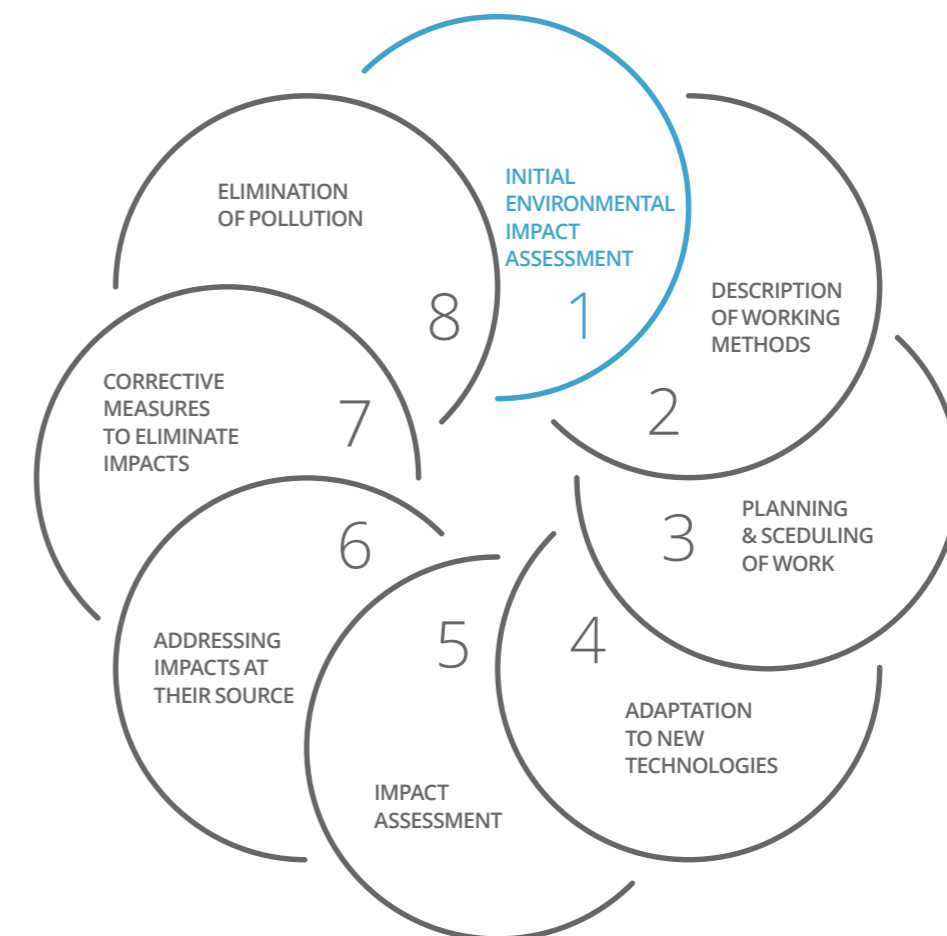 INITIAL
ENVIRONMENTAL
IMPACT
ASSESSMENT
1
DESCRIPTION
OF WORKING
METHODS
2
PLANNING
& SCEDULING
OF WORK
3
ADAPTATION
TO NEW
TECHNOLOGIES
4
IMPACT
ASSESSMENT
5
ADDRESSING
IMPACTS AT
THEIR SOURCE
6
CORRECTIVE
MEASURES
TO ELIMINATE
IMPACTS
7
ELIMINATION
OF POLLUTION
8